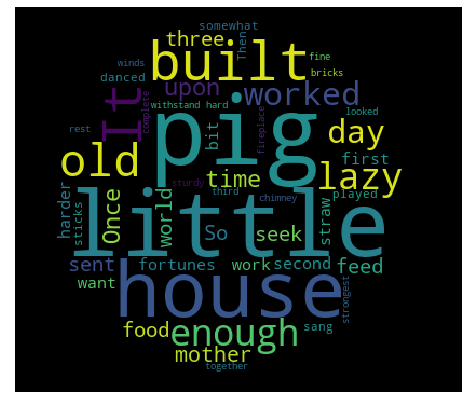 somewhat
three
Then
built
fine
winds
danced
bricks
upon
It
worked
complete
withstand hard
pig
fireplace
looked
old
bit
day
rest
lazy
first
time
sturdy
third
played
harder
sticks
Once
little
world
chimney
straw
So
seek
sent
fortunes
work
second
feed
want
house
strongest
food
enough
sang
mother
together